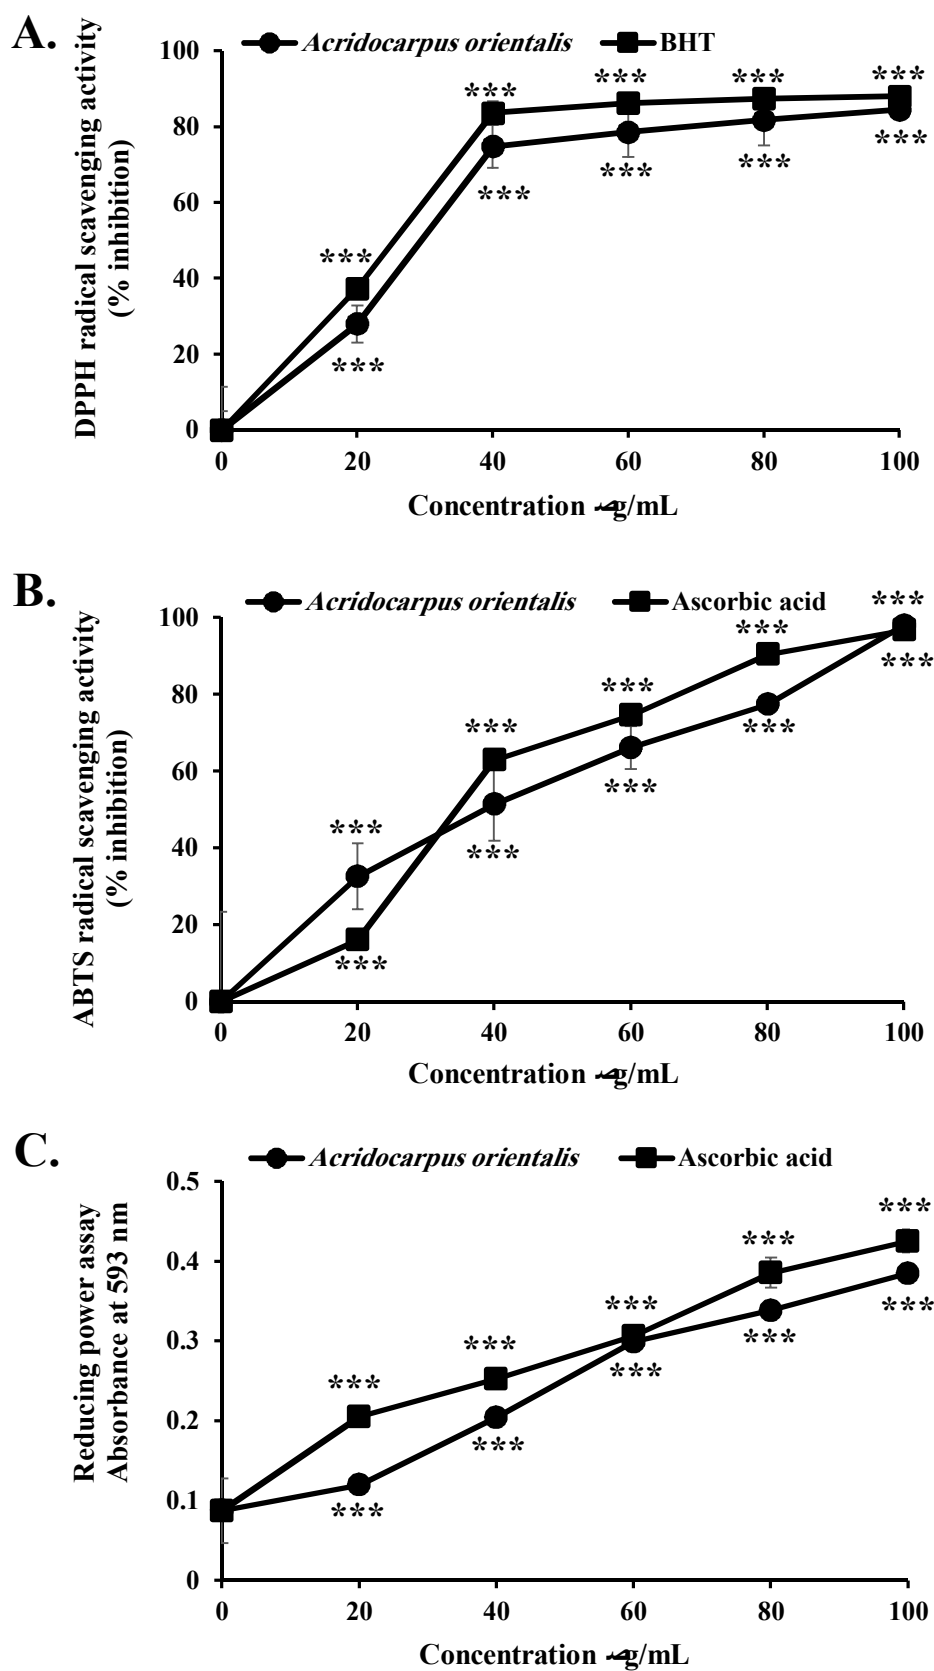 A.
Acridocarpus orientalis BHT
DPPH radical scavenging activity
(% inhibition)
100
80
60
40
20
0
*** *** *** *** ***
*** *** *** *** ***
0 20 40 60 80 100
Concentration g/mL
B.
Acridocarpus orientalis Ascorbic acid
ABTS radical scavenging activity
(% inhibition)
100
80
60
40
20
0
*** *** *** *** ***
*** *** *** *** ***
0 20 40 60 80 100
Concentration g/mL
C.
Acridocarpus orientalis Ascorbic acid
Reducing power assay
Absorbance at 593 nm
0.5
0.4
0.3
0.2
0.1
0
*** *** *** *** ***
*** *** *** *** ***
0 20 40 60 80 100
Concentration g/mL